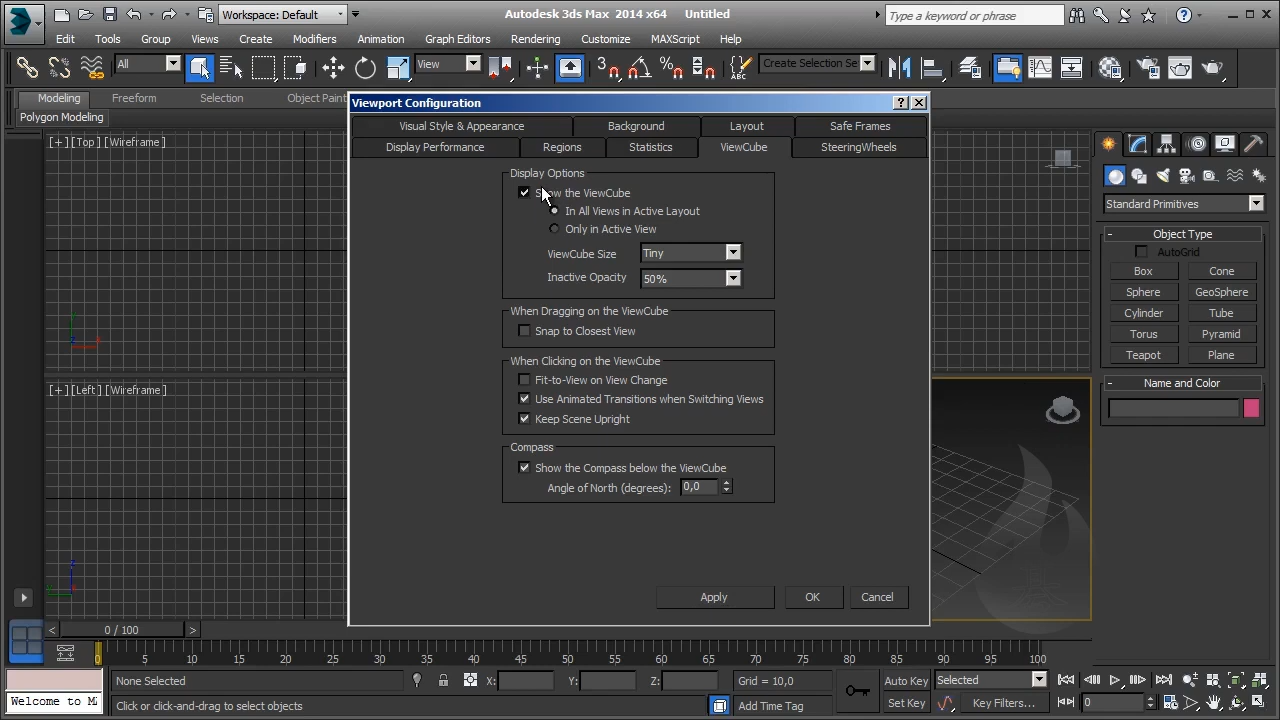 Workspace: Default
Autodesk 3ds Max 2014 x64 Untitled
Type a keyword or phrase
Edit Tools Group Views Create Modifiers Animation Graph Editors Rendering Customize MAXScript Help
All
View
Create Selection Se
Modeling Freeform Selection Object Paint
Polygon Modeling
Viewport Configuration
Visual Style & Appearance Background Layout Safe Frames
Display Performance Regions Statistics ViewCube SteeringWheels
Display Options
Show the ViewCube
In All Views in Active Layout
Only in Active View
ViewCube Size Tiny
Inactive Opacity 50%
When Dragging on the ViewCube
Snap to Closest View
When Clicking on the ViewCube
Fit-to-View on View Change
Use Animated Transitions when Switching Views
Keep Scene Upright
Compass
Show the Compass below the ViewCube
Angle of North (degrees): 0,0
Apply OK Cancel
[+] [Top] [Wireframe]
[+] [Left] [Wireframe]
Standard Primitives
- Object Type
AutoGrid
Box Cone
Sphere GeoSphere
Cylinder Tube
Torus Pyramid
Teapot Plane
- Name and Color
< 0 / 100 >
0 5 10 15 20 25 30 35 40 45 50 55 60 65 70 75 80 85 90 95 100
None Selected X: Y: Z: Grid = 10,0 Auto Key Selected
Welcome to M
Click or click-and-drag to select objects Add Time Tag Set Key Key Filters... 0